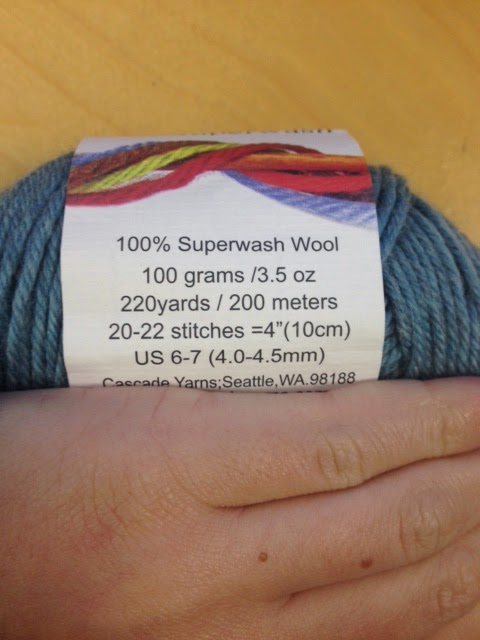 100% Superwash Wool
100 grams /3.5 oz
220yards / 200 meters
20-22 stitches =4"(10cm)
US 6-7 (4.0-4.5mm)
Cascade Yarns;Seattle,WA.98188